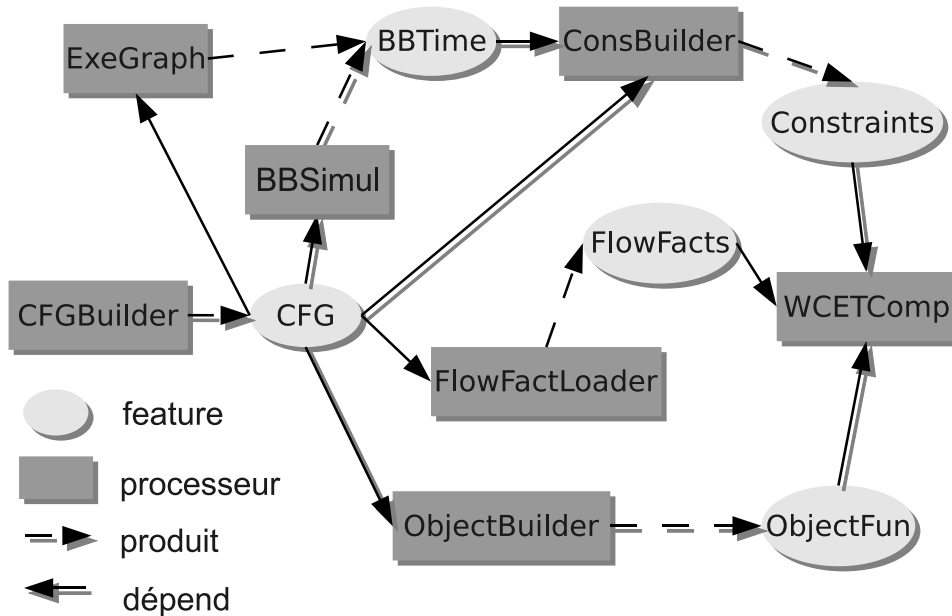 ExeGraph
BBTime
ConsBuilder
Constraints
BBSimul
FlowFacts
CFGBuilder
CFG
WCETComp
FlowFactLoader
feature
processeur
ObjectBuilder
ObjectFun
produit
dépend